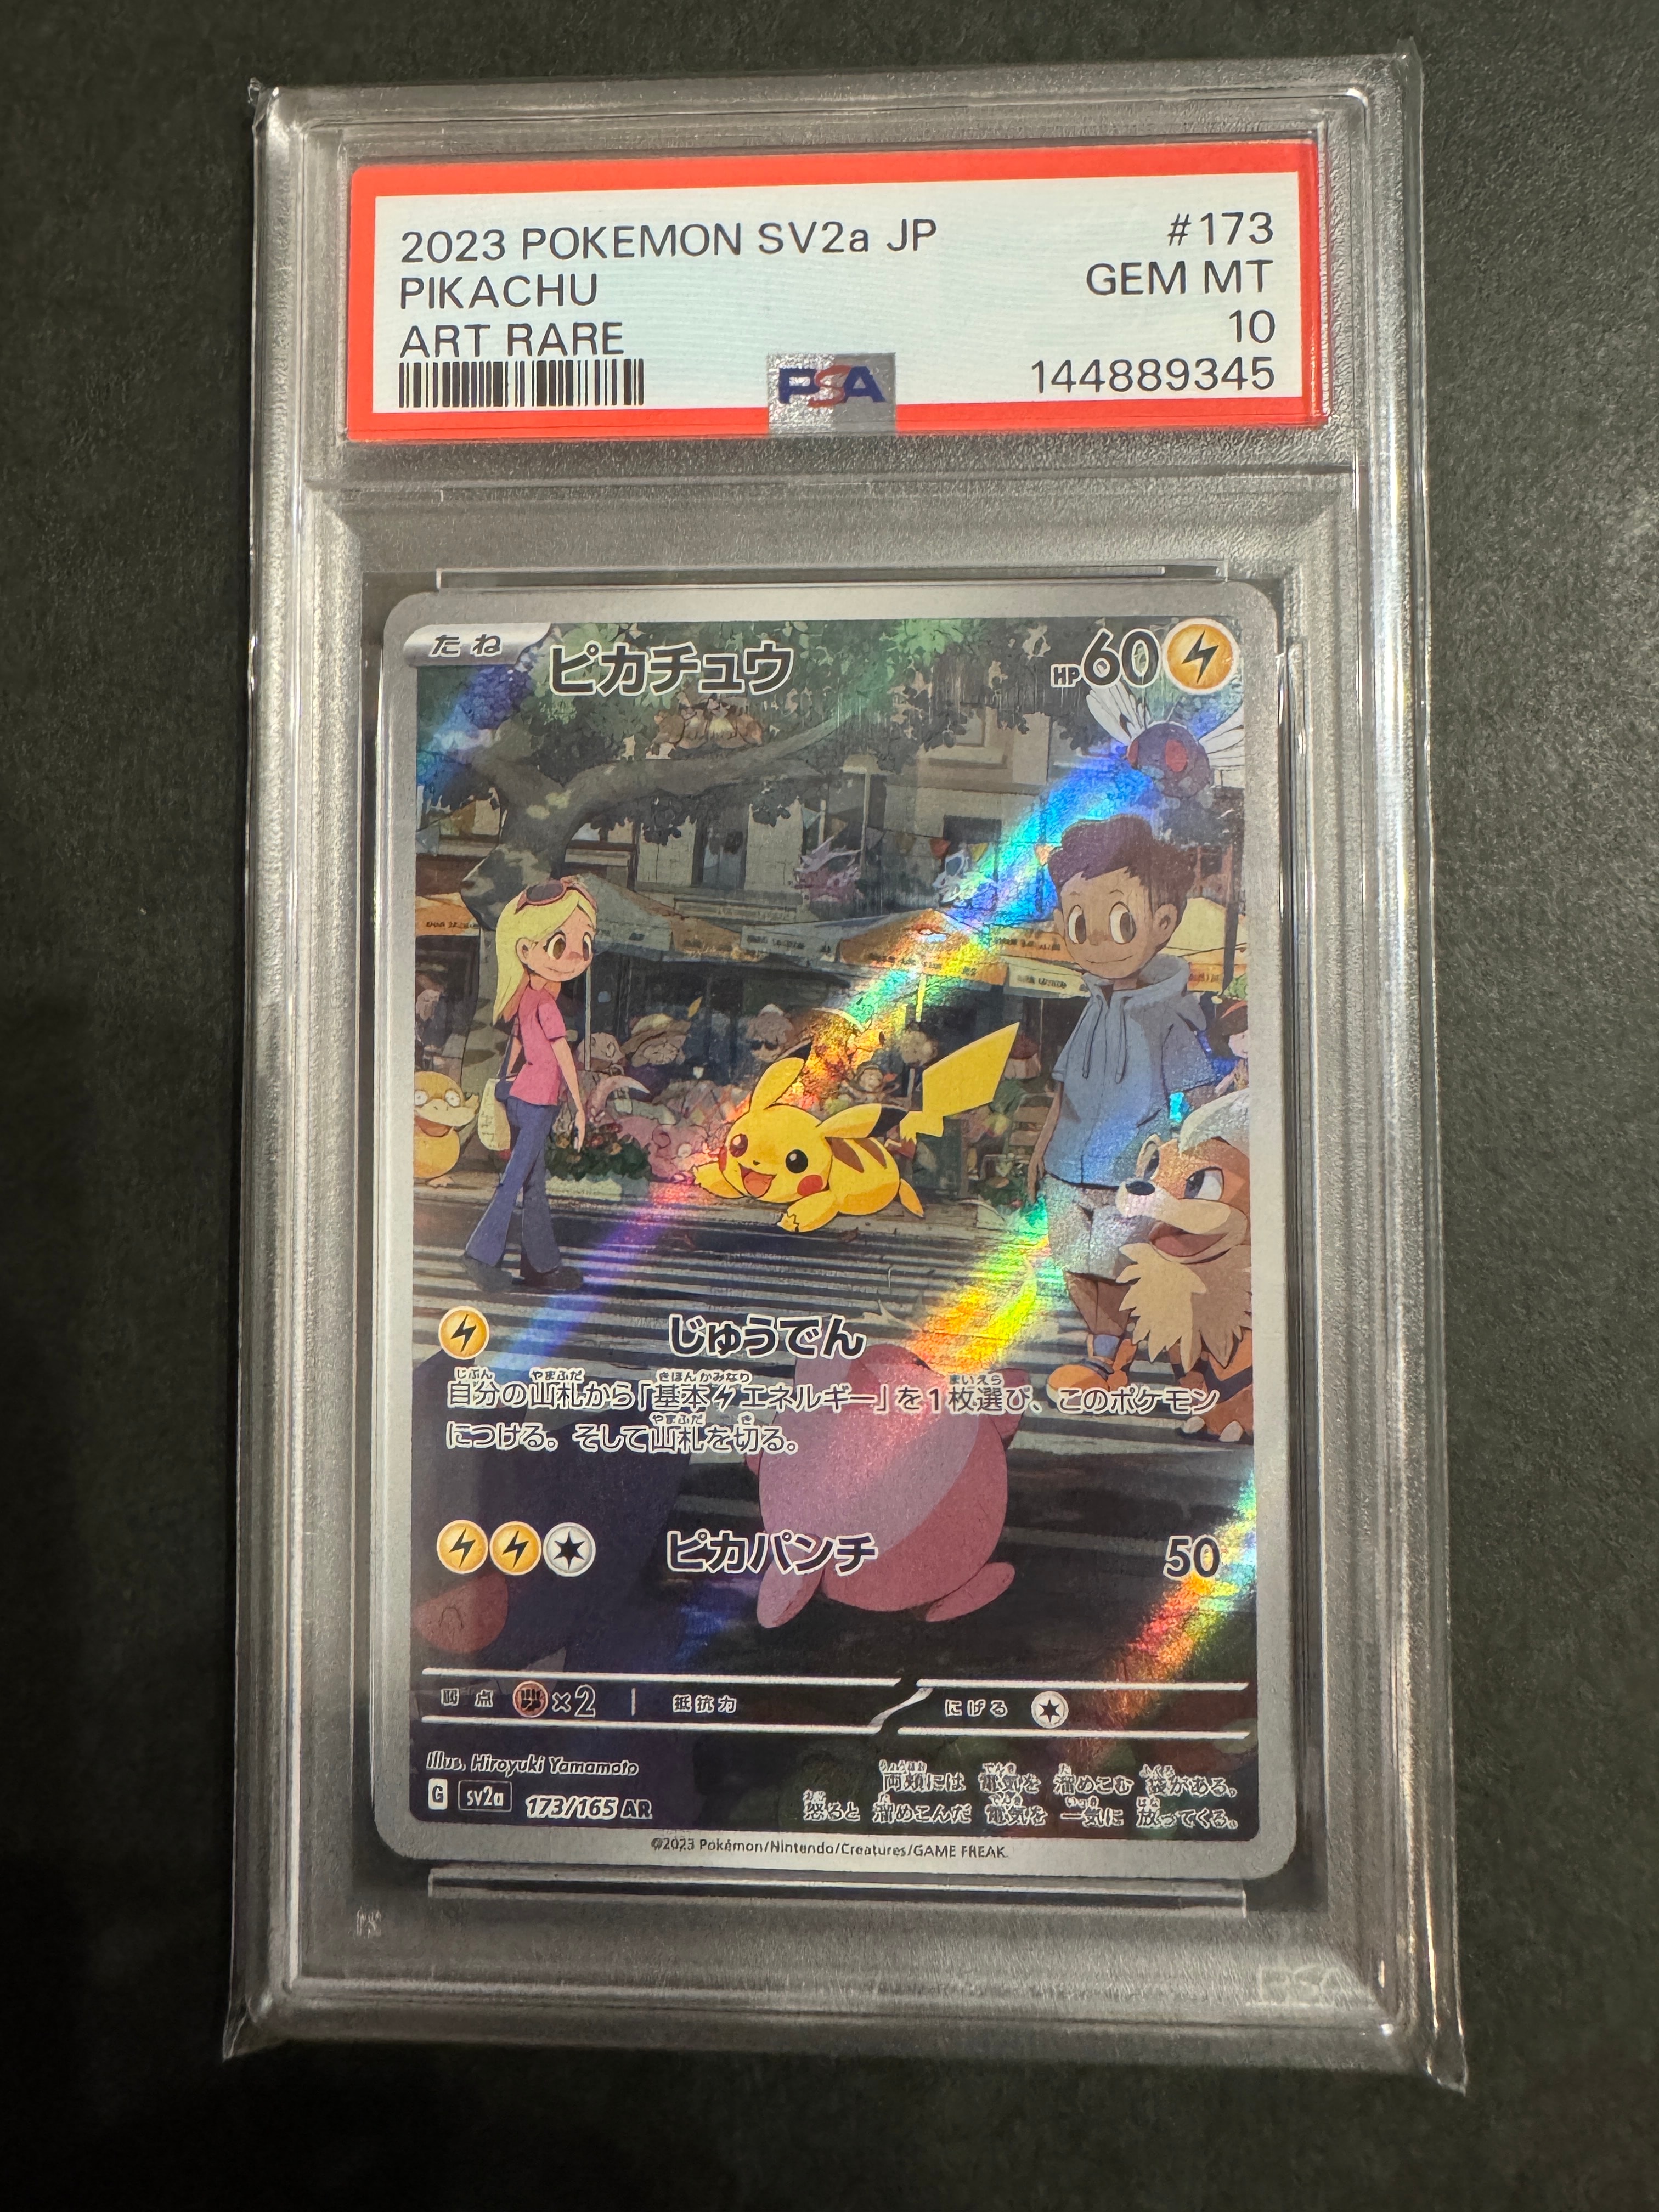 2023 POKEMON SV2a JP #173
PIKACHU GEM MT
ART RARE 10
PSA 144889345
たね ピカチュウ HP60
じゅうでん
自分の山札から「基本エネルギー」を1枚選び、このポケモン
につける。そして山札を切る。
ピカパンチ 50
弱点 ×2 抵抗力 にげる
Illus. Hiroyuki Yamamoto
G sv2a 173/165 AR
両頬には 電気を 溜めこむ 袋がある。
怒ると 溜めこんだ 電気を 一気に 放ってくる。
©2023 Pokémon/Nintendo/Creatures/GAME FREAK
PSA